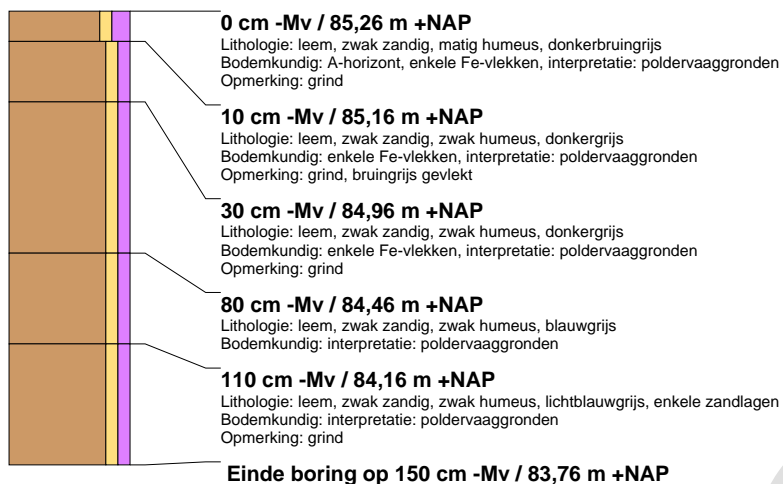 0 cm -Mv / 85,26 m +NAP
Lithologie: leem, zwak zandig, matig humeus, donkerbruingrijs
Bodemkundig: A-horizont, enkele Fe-vlekken, interpretatie: poldervaaggronden
Opmerking: grind
10 cm -Mv / 85,16 m +NAP
Lithologie: leem, zwak zandig, zwak humeus, donkergrijs
Bodemkundig: enkele Fe-vlekken, interpretatie: poldervaaggronden
Opmerking: grind, bruingrijs gevlekt
30 cm -Mv / 84,96 m +NAP
Lithologie: leem, zwak zandig, zwak humeus, donkergrijs
Bodemkundig: enkele Fe-vlekken, interpretatie: poldervaaggronden
Opmerking: grind
80 cm -Mv / 84,46 m +NAP
Lithologie: leem, zwak zandig, zwak humeus, blauwgrijs
Bodemkundig: interpretatie: poldervaaggronden
110 cm -Mv / 84,16 m +NAP
Lithologie: leem, zwak zandig, zwak humeus, lichtblauwgrijs, enkele zandlagen
Bodemkundig: interpretatie: poldervaaggronden
Opmerking: grind
Einde boring op 150 cm -Mv / 83,76 m +NAP